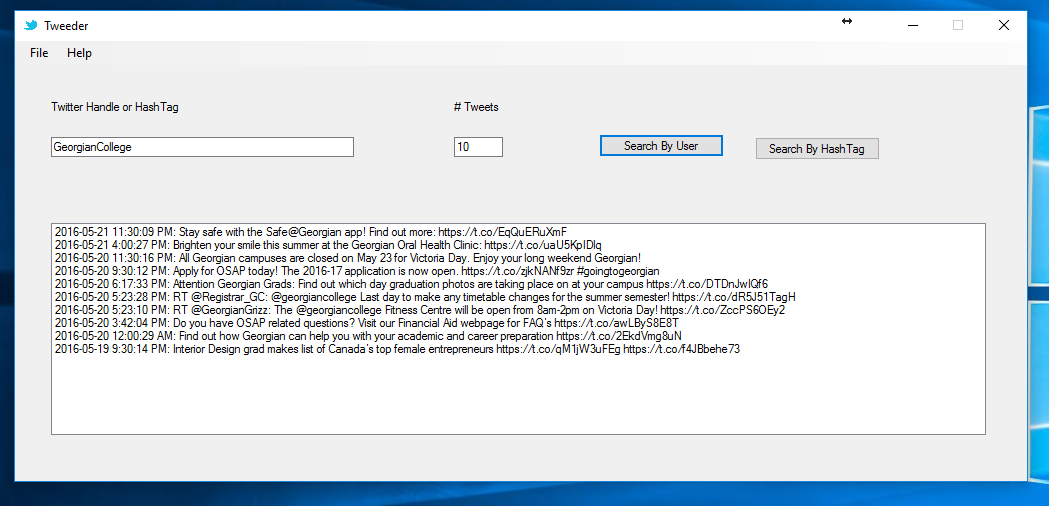 Tweeder
File Help
Twitter Handle or HashTag # Tweets
GeorgianCollege 10 Search By User Search By HashTag
2016-05-21 11:30:09 PM: Stay safe with the Safe@Georgian app! Find out more: https://t.co/EqQuERuXmF
2016-05-21 4:00:27 PM: Brighten your smile this summer at the Georgian Oral Health Clinic: https://t.co/uaU5KpIDlq
2016-05-20 11:30:16 PM: All Georgian campuses are closed on May 23 for Victoria Day. Enjoy your long weekend Georgian!
2016-05-20 9:30:12 PM: Apply for OSAP today! The 2016-17 application is now open. https://t.co/zjkNANf9zr #goingtogeorgian
2016-05-20 6:17:33 PM: Attention Georgian Grads: Find out which day graduation photos are taking place on at your campus https://t.co/DTDnJwIQf6
2016-05-20 5:23:28 PM: RT @Registrar_GC: @georgiancollege Last day to make any timetable changes for the summer semester! https://t.co/dR5J51TagH
2016-05-20 5:23:10 PM: RT @GeorgianGrizz: The @georgiancollege Fitness Centre will be open from 8am-2pm on Victoria Day! https://t.co/ZccPS6OEy2
2016-05-20 3:42:04 PM: Do you have OSAP related questions? Visit our Financial Aid webpage for FAQ's https://t.co/awLByS8E8T
2016-05-20 12:00:29 AM: Find out how Georgian can help you with your academic and career preparation https://t.co/2EkdVmg8uN
2016-05-19 9:30:14 PM: Interior Design grad makes list of Canada's top female entrepreneurs https://t.co/qM1jW3uFEg https://t.co/f4JBbehe73